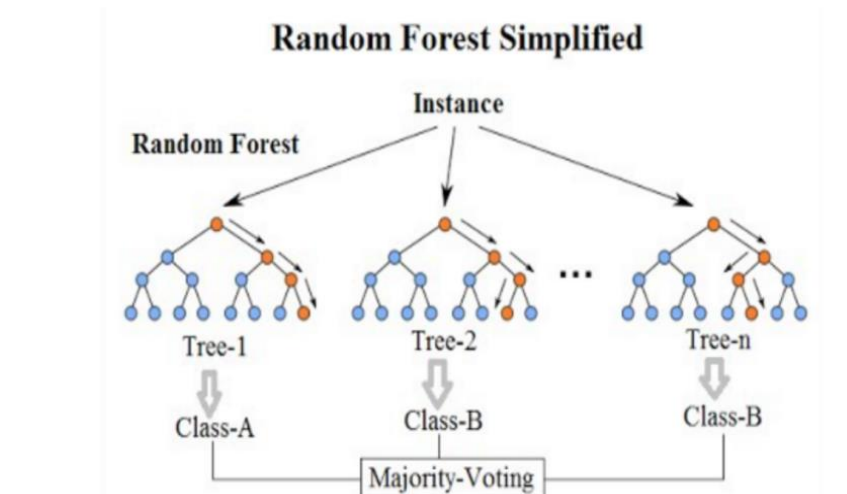 Random Forest Simplified
Instance
Random Forest
...
Tree-1
Tree-2
Tree-n
Class-A
Class-B
Class-B
Majority-Voting